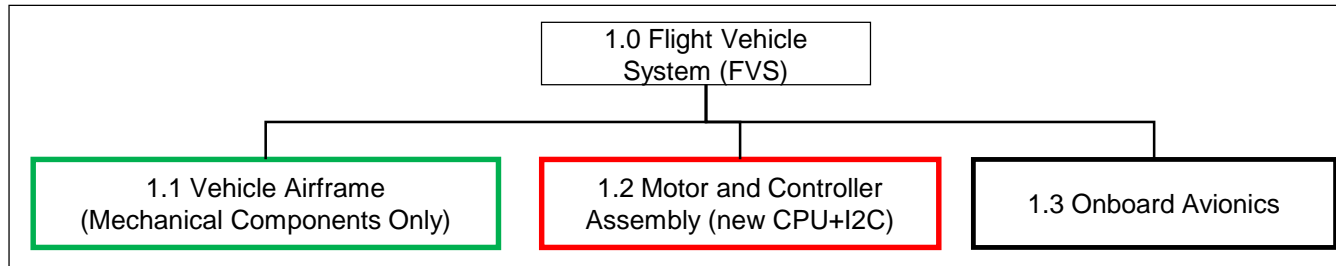 1.0 Flight Vehicle
System (FVS)
1.1 Vehicle Airframe
(Mechanical Components Only)
1.2 Motor and Controller
Assembly (new CPU+I2C)
1.3 Onboard Avionics